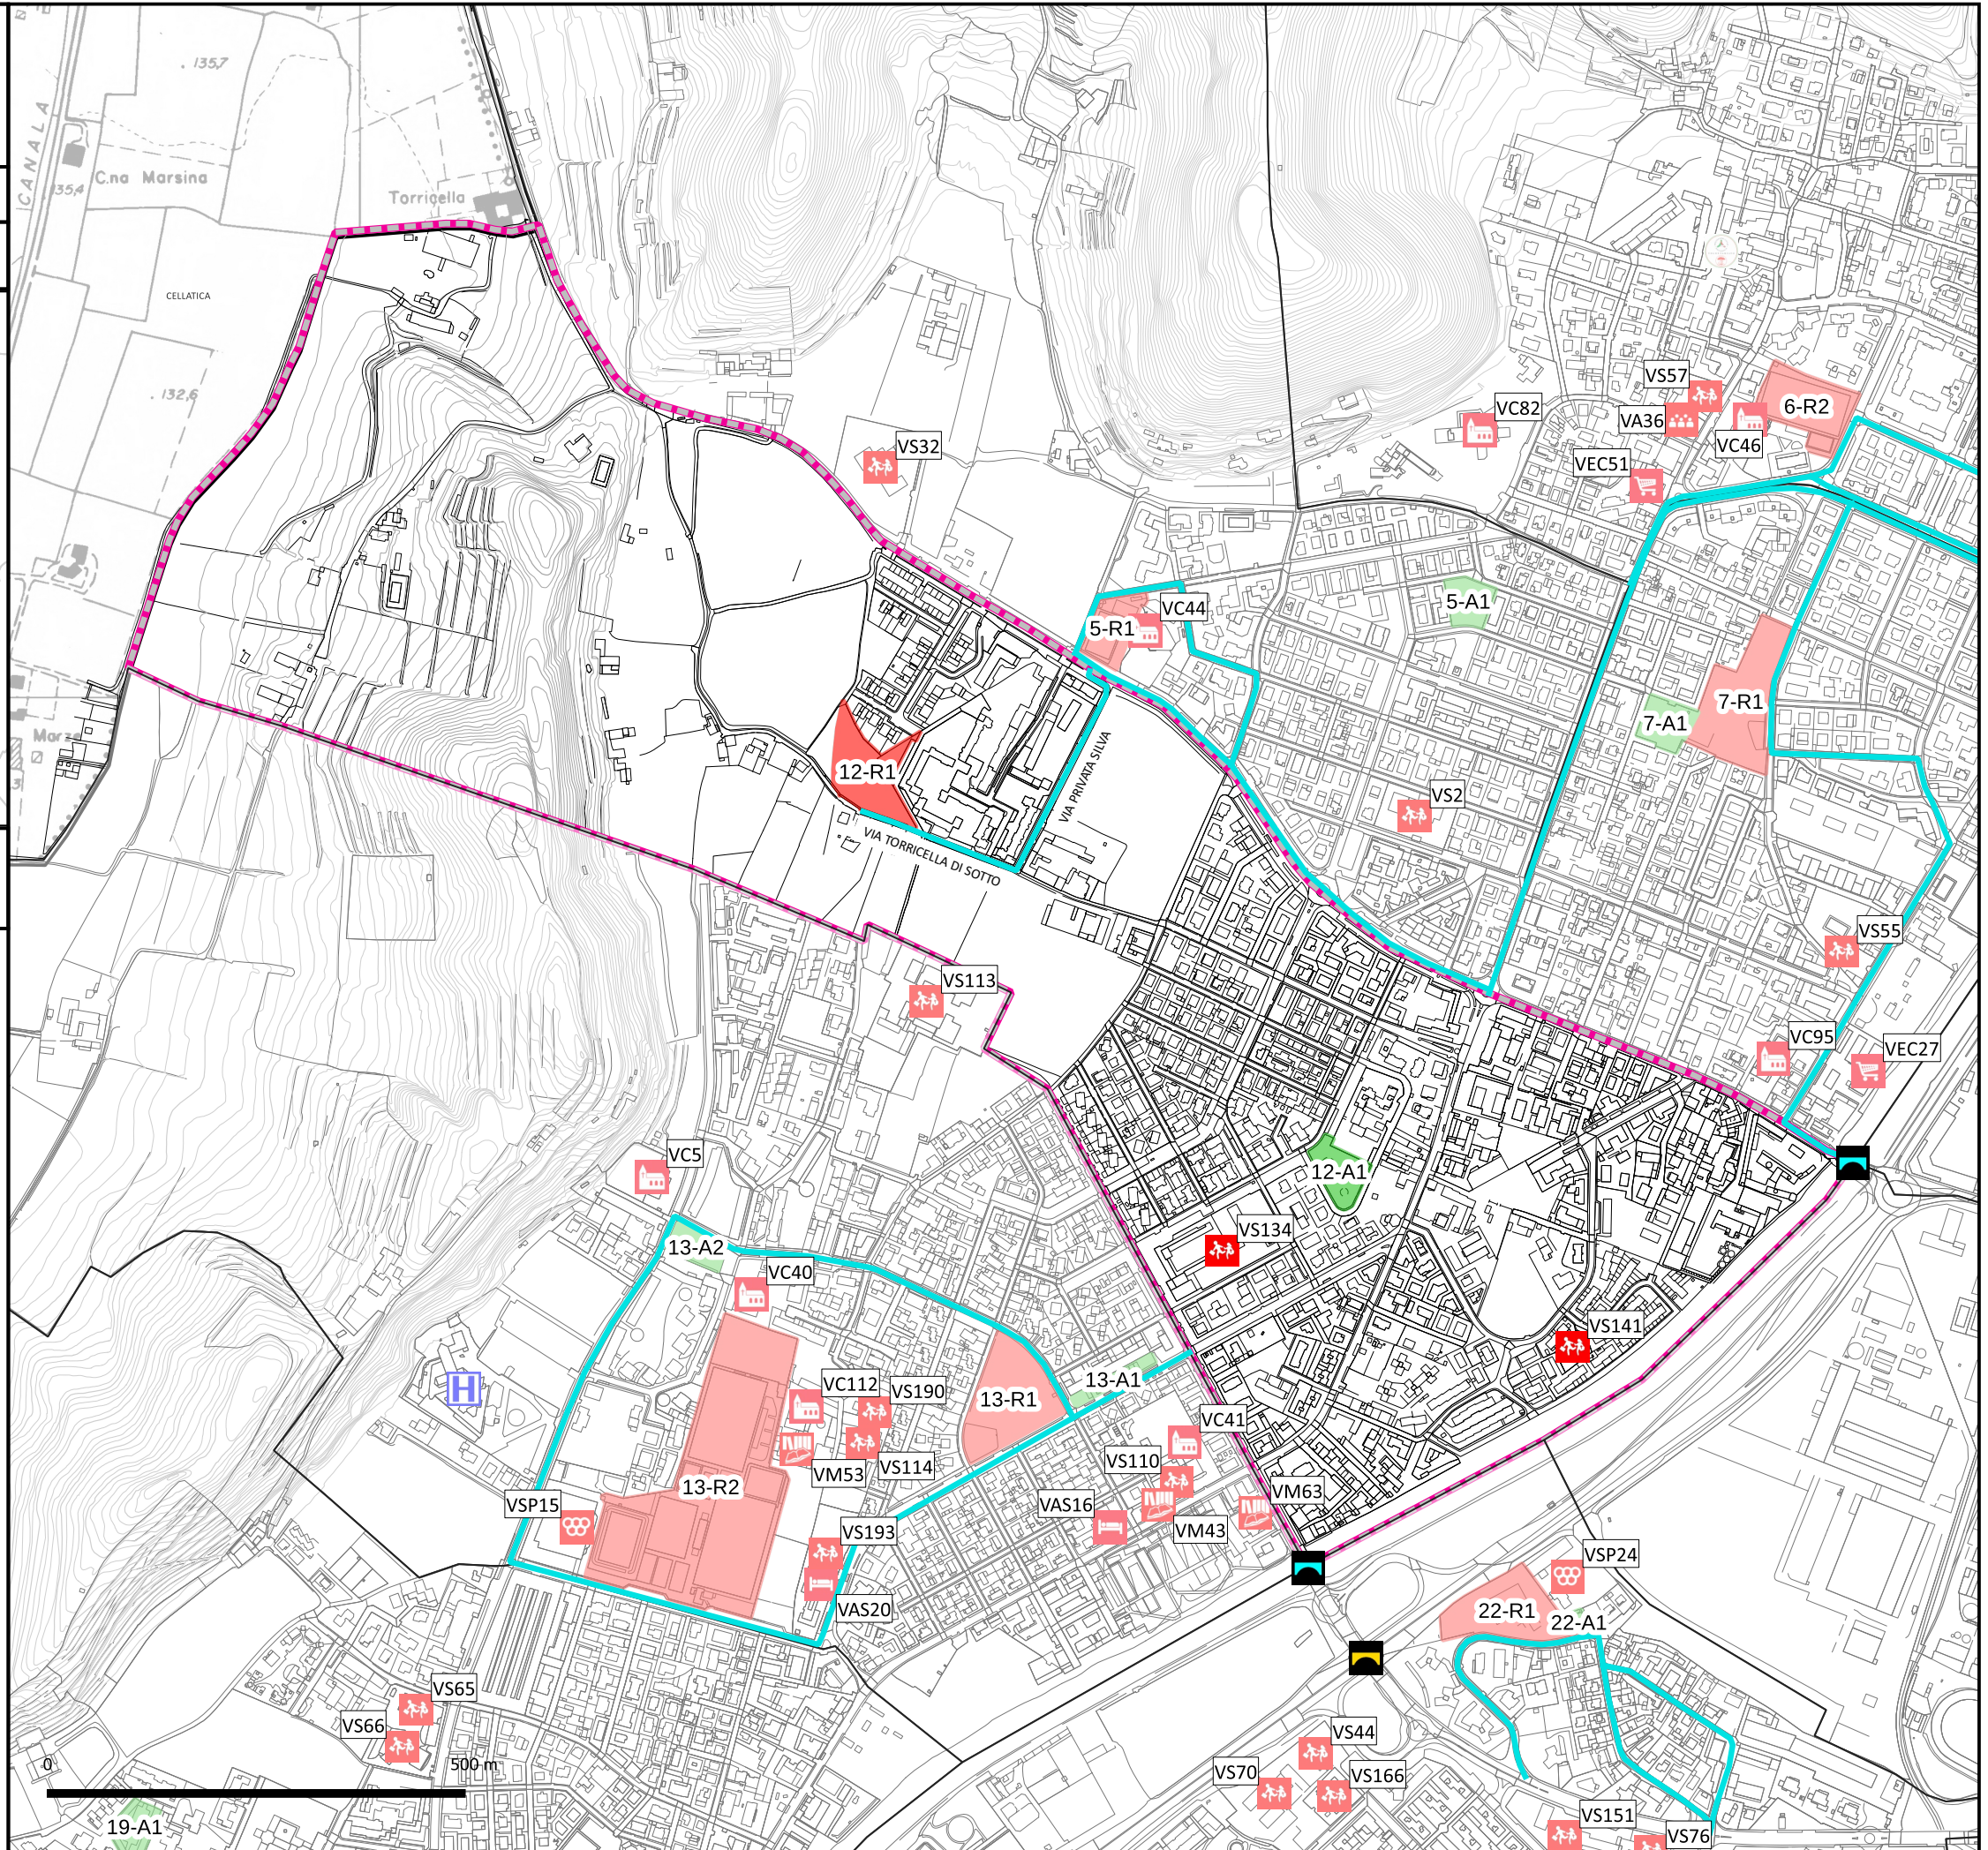 135,7
CANALA
135,4
C.na Marsina
Torricella
CELLATICA
132,6
VS57
VC82
6-R2
VA36
VC46
VS32
VEC51
5-A1
VC44
5-R1
7-R1
7-A1
12-R1
VIA PRIVATA SILVA
VS2
VIA TORRICELLA DI SOTTO
VS55
VS113
VC95
VEC27
VC5
12-A1
VS134
13-A2
VC40
VS141
H
VC112
VS190
13-A1
13-R1
VC41
VS110
VS114
VM53
13-R2
VM63
VSP15
VAS16
VM43
VS193
VSP24
VAS20
22-R1
22-A1
VS65
VS66
VS44
0
500 m
VS70
VS166
VS151
19-A1
VS76